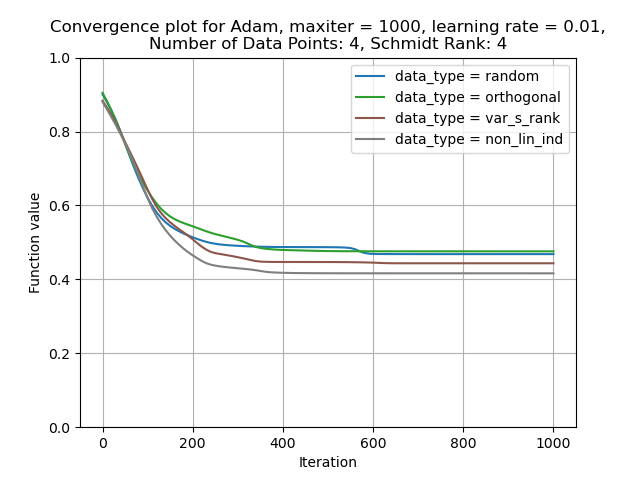 Convergence plot for Adam, maxiter = 1000, learning rate = 0.01,
Number of Data Points: 4, Schmidt Rank: 4
data_type = random
data_type = orthogonal
data_type = var_s_rank
data_type = non_lin_ind
Function value
1.0
0.8
0.6
0.4
0.2
0.0
0 200 400 600 800 1000
Iteration